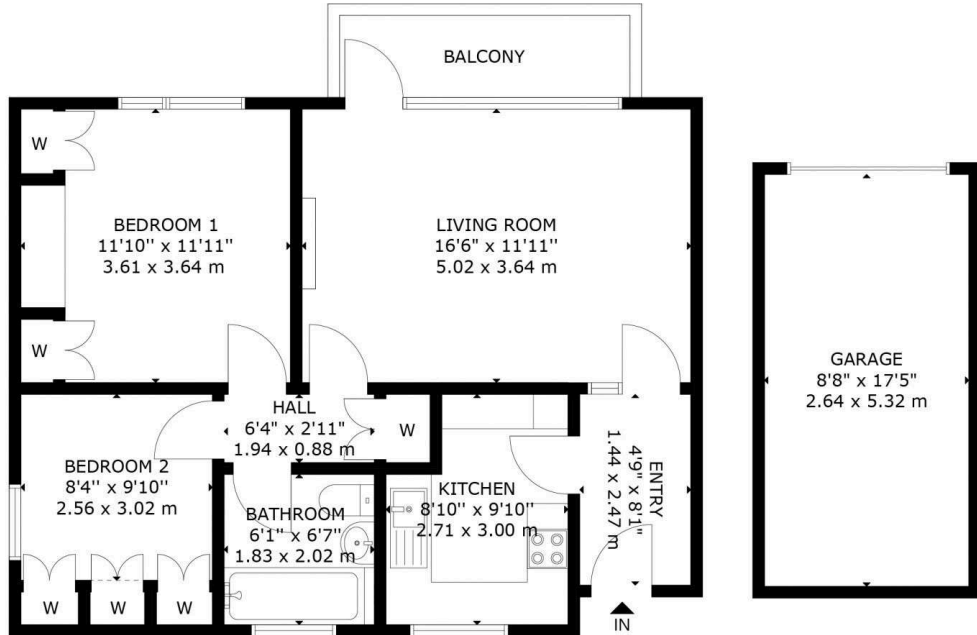 BALCONY
W
BEDROOM 1
11'10" x 11'11"
3.61 x 3.64 m
W
LIVING ROOM
16'6" x 11'11"
5.02 x 3.64 m
GARAGE
8'8" x 17'5"
2.64 x 5.32 m
HALL
6'4" x 2'11"
1.94 x 0.88 m
W
BEDROOM 2
8'4" x 9'10"
2.56 x 3.02 m
W
W
W
BATHROOM
6'1" x 6'7"
1.83 x 2.02 m
KITCHEN
8'10" x 9'10"
2.71 x 3.00 m
ENTRY
4'9" x 8'1"
1.44 x 2.47 m
IN